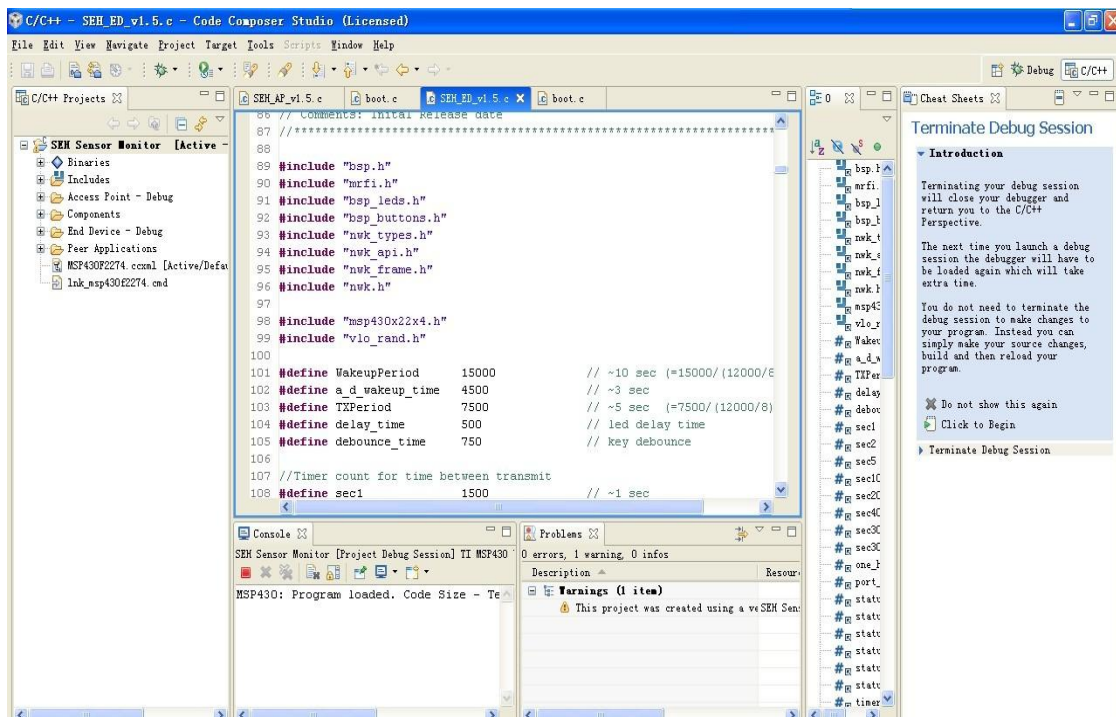 C/C++ - SEH_ED_v1.5.c - Code Composer Studio (Licensed)
File Edit View Navigate Project Target Tools Scripts Window Help
Debug C/C++
C/C++ Projects
SEH Sensor Monitor [Active -
Binaries
Includes
Access Point - Debug
Components
End Device - Debug
Peer Applications
MSP430F2274.ccxml [Active/Defau
lnk_msp430f2274.cmd
SEH_AP_v1.5.c boot.c SEH_ED_v1.5.c boot.c
86 // Comments: Inital Release date
87 //
88
89 #include "bsp.h"
90 #include "mrfi.h"
91 #include "bsp_leds.h"
92 #include "bsp_buttons.h"
93 #include "nwk_types.h"
94 #include "nwk_api.h"
95 #include "nwk_frame.h"
96 #include "nwk.h"
97
98 #include "msp430x22x4.h"
99 #include "vlo_rand.h"
100
101 #define WakeupPeriod 15000 // ~10 sec (=15000/(12000/8
102 #define a_d_wakeup_time 4500 // ~3 sec
103 #define TXPeriod 7500 // ~5 sec (=7500/(12000/8)
104 #define delay_time 500 // led delay time
105 #define debounce_time 750 // key debounce
106
107 //Timer count for time between transmit
108 #define sec1 1500 // ~1 sec
Console
SEH Sensor Monitor [Project Debug Session] TI MSP430
MSP430: Program loaded. Code Size - Te
Problems
0 errors, 1 warning, 0 infos
Description Resour
Warnings (1 item)
This project was created using a ve SEH Sen
bsp.h
mrfi.
bsp_l
bsp_b
nwk_t
nwk_a
nwk_f
nwk.h
msp43
vlo_r
Wakeu
a_d_w
TXPer
delay
debou
sec1
sec2
sec5
sec10
sec20
sec40
sec30
sec30
one_h
port_
statu
statu
statu
statu
statu
statu
timer
Cheat Sheets
Terminate Debug Session
Introduction
Terminating your debug session
will close your debugger and
return you to the C/C++
Perspective.
The next time you launch a debug
session the debugger will have to
be loaded again which will take
extra time.
You do not need to terminate the
debug session to make changes to
your program. Instead you can
simply make your source changes,
build and then reload your
program.
Do not show this again
Click to Begin
Terminate Debug Session